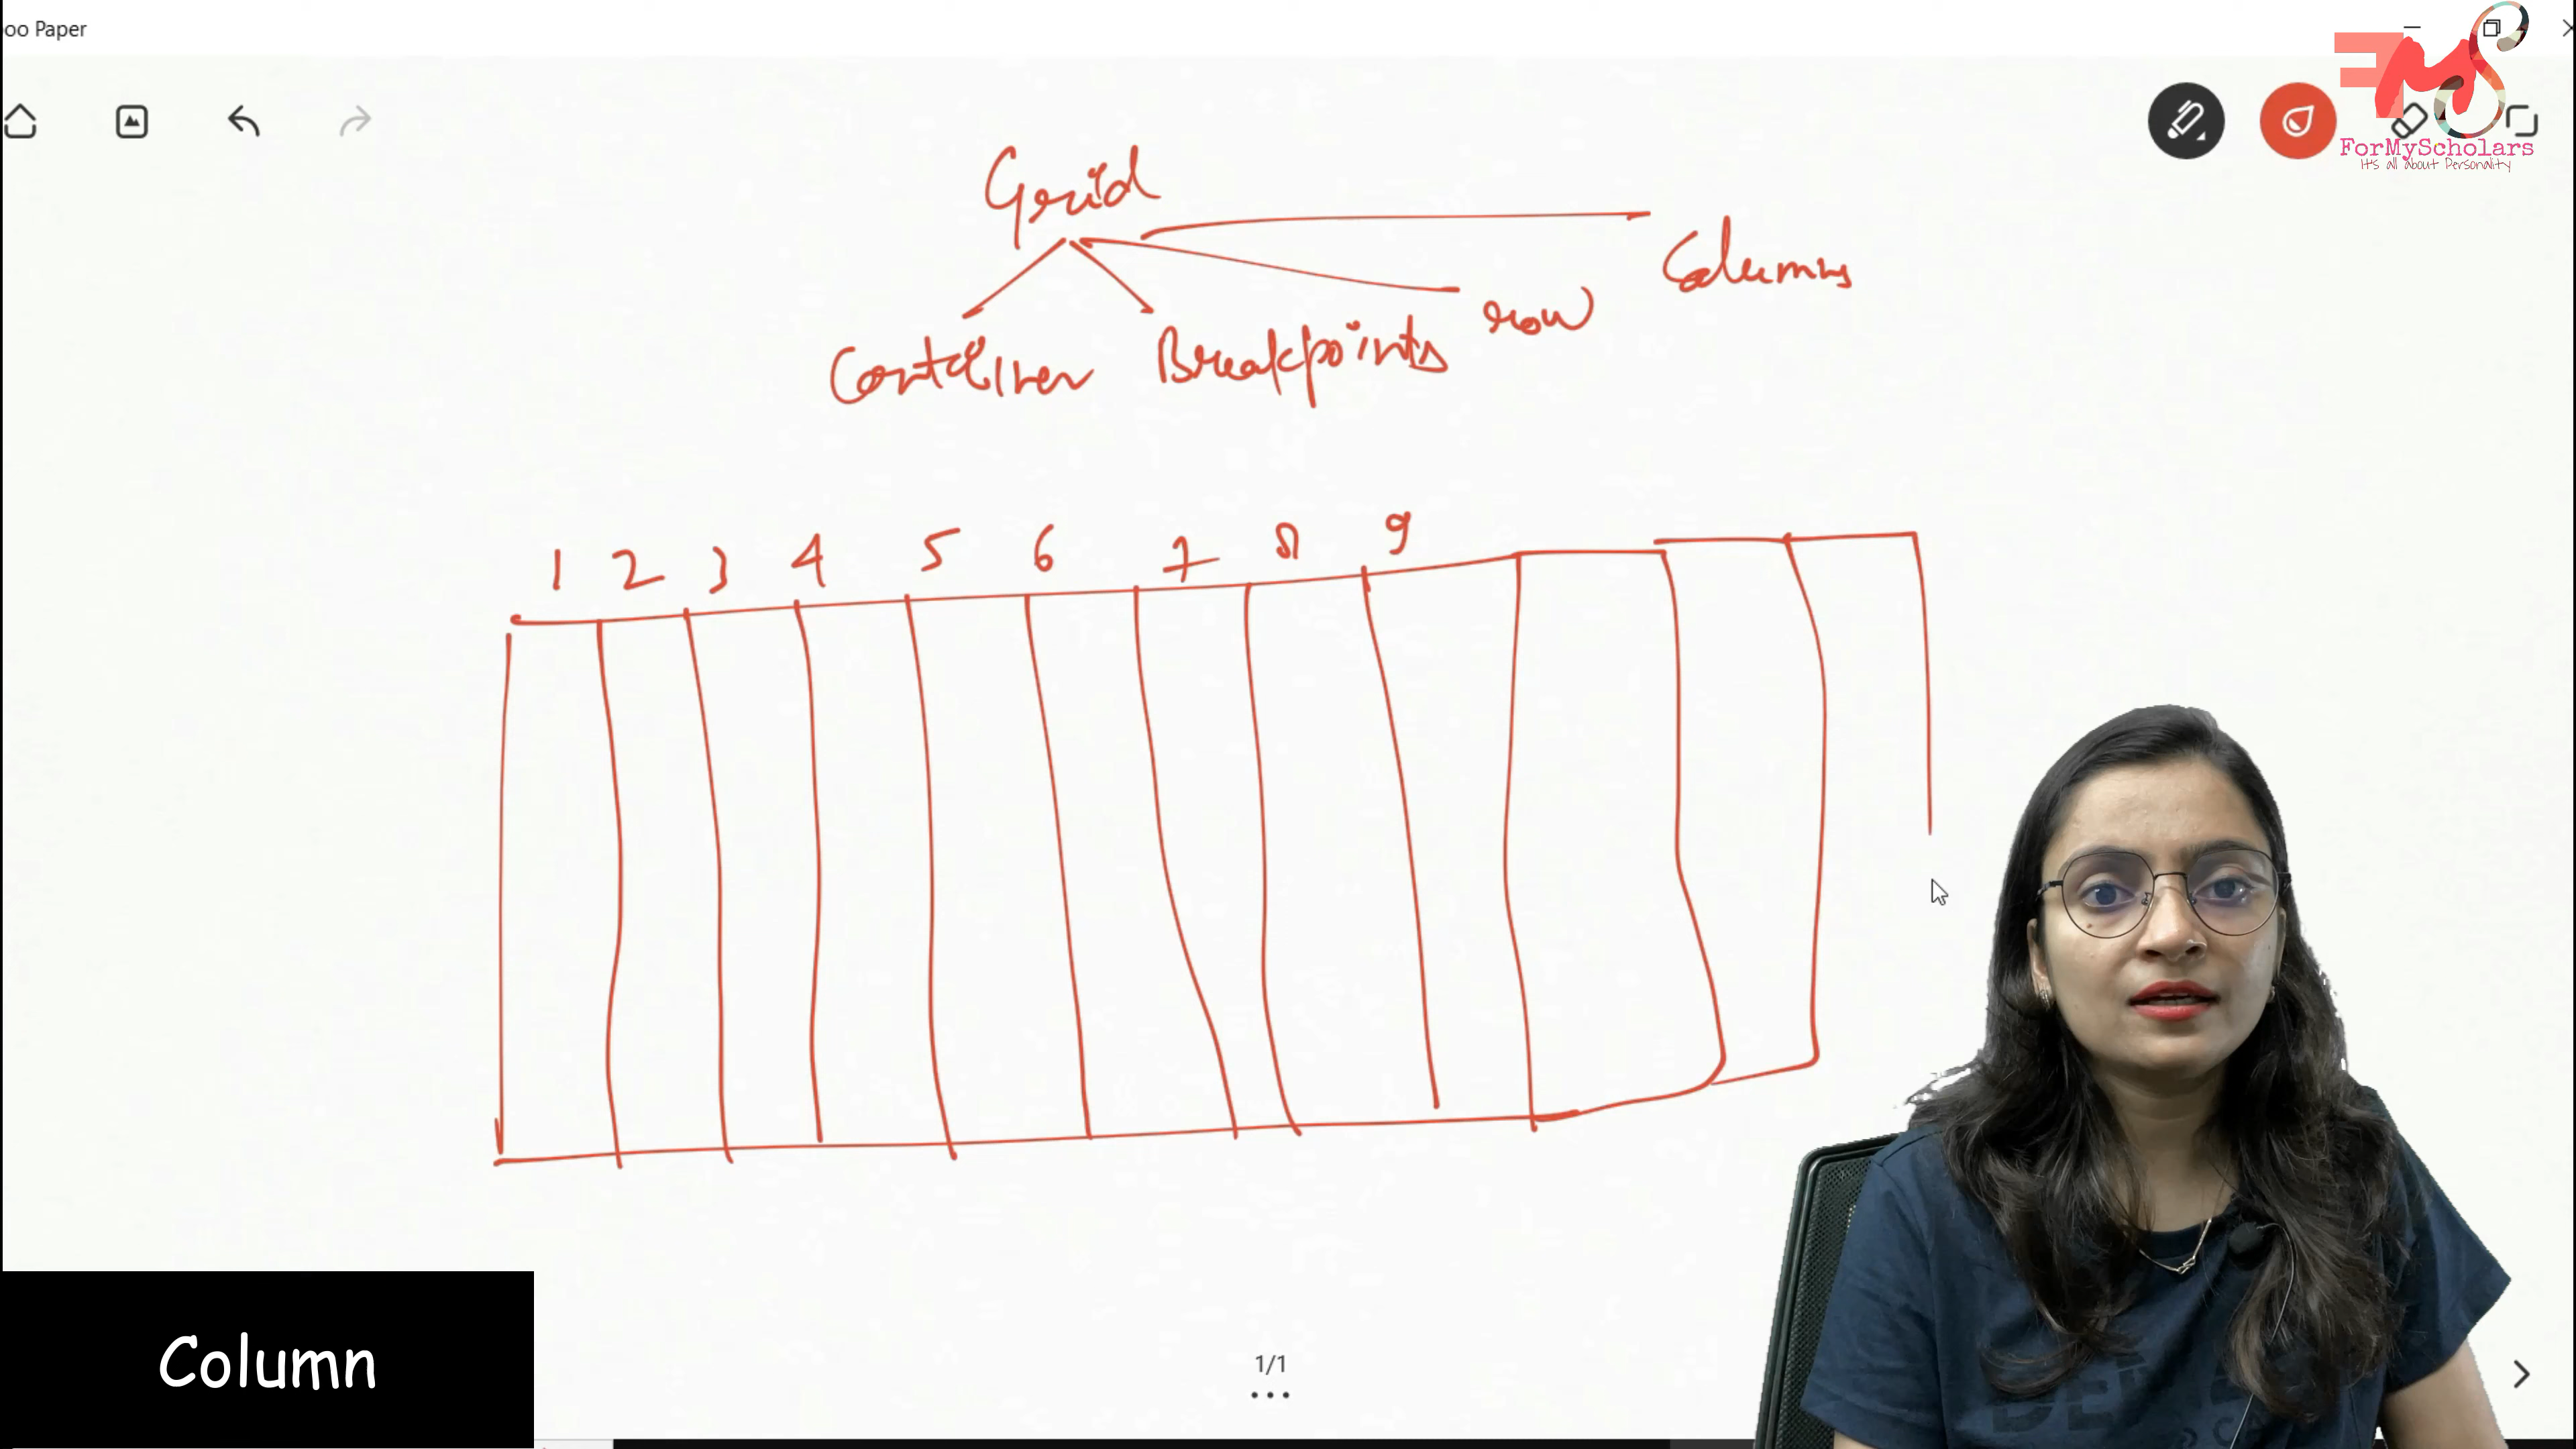 oo Paper
ForMyScholars
It's all about Personality
Grid
Columns
row
Container Breakpoints
1 2 3 4 5 6 7 8 9
Column
1/1